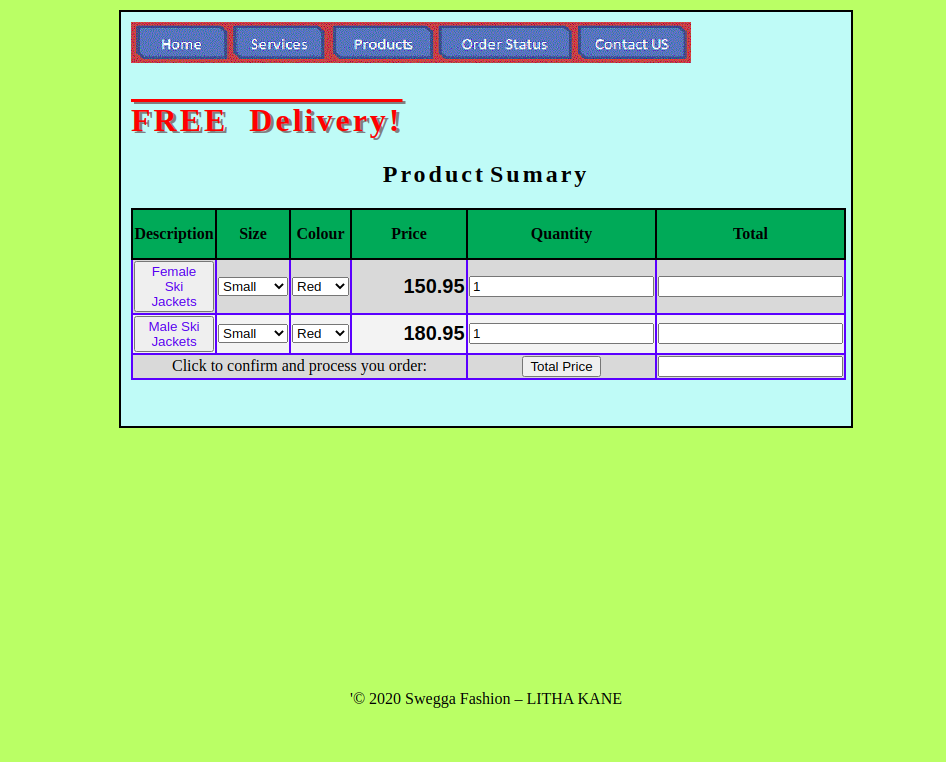 Home Services Products Order Status Contact US
FREE Delivery!
Product Sumary
Description Size Colour Price Quantity Total
Female
Ski
Jackets
Small Red 150.95 1
Male Ski
Jackets
Small Red 180.95 1
Click to confirm and process you order: Total Price
'© 2020 Swegga Fashion – LITHA KANE